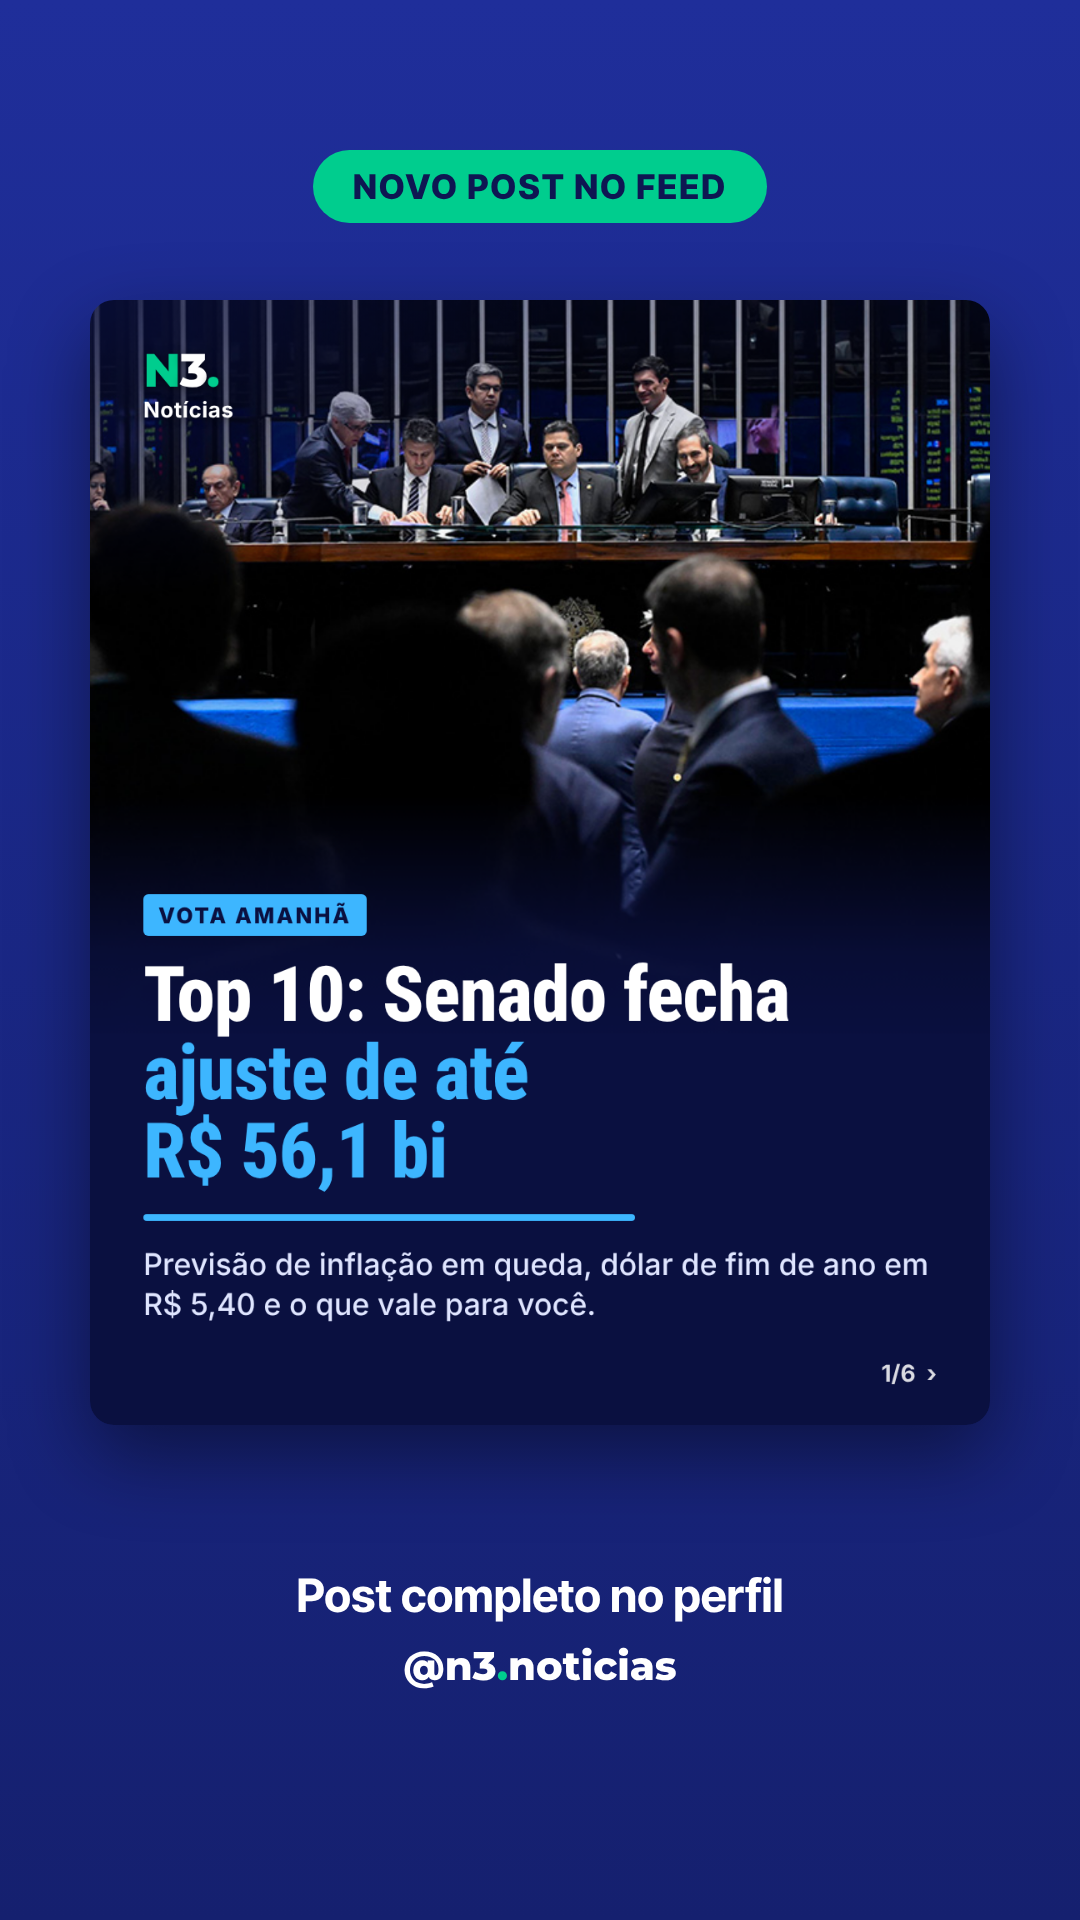 NOVO POST NO FEED
N3.
Notícias
VOTA AMANHÃ
Top 10: Senado fecha
ajuste de até
R$ 56,1 bi
Previsão de inflação em queda, dólar de fim de ano em
R$ 5,40 e o que vale para você.
1/6 ›
Post completo no perfil
@n3.noticias